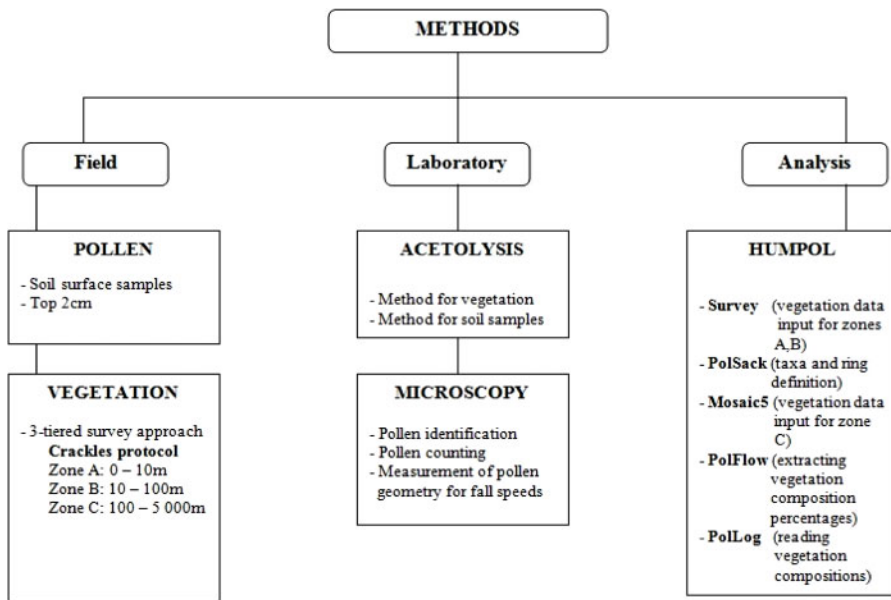 METHODS
Field
Laboratory
Analysis
POLLEN
- Soil surface samples
- Top 2cm
VEGETATION
- 3-tiered survey approach
Crackles protocol
Zone A: 0 – 10m
Zone B: 10 – 100m
Zone C: 100 – 5 000m
ACETOLYSIS
- Method for vegetation
- Method for soil samples
MICROSCOPY
- Pollen identification
- Pollen counting
- Measurement of pollen
geometry for fall speeds
HUMPOL
- Survey (vegetation data
input for zones
A,B)
- PolSack (taxa and ring
definition)
- Mosaic5 (vegetation data
input for zone
C)
- PolFlow (extracting
vegetation
composition
percentages)
- PolLog (reading
vegetation
compositions)